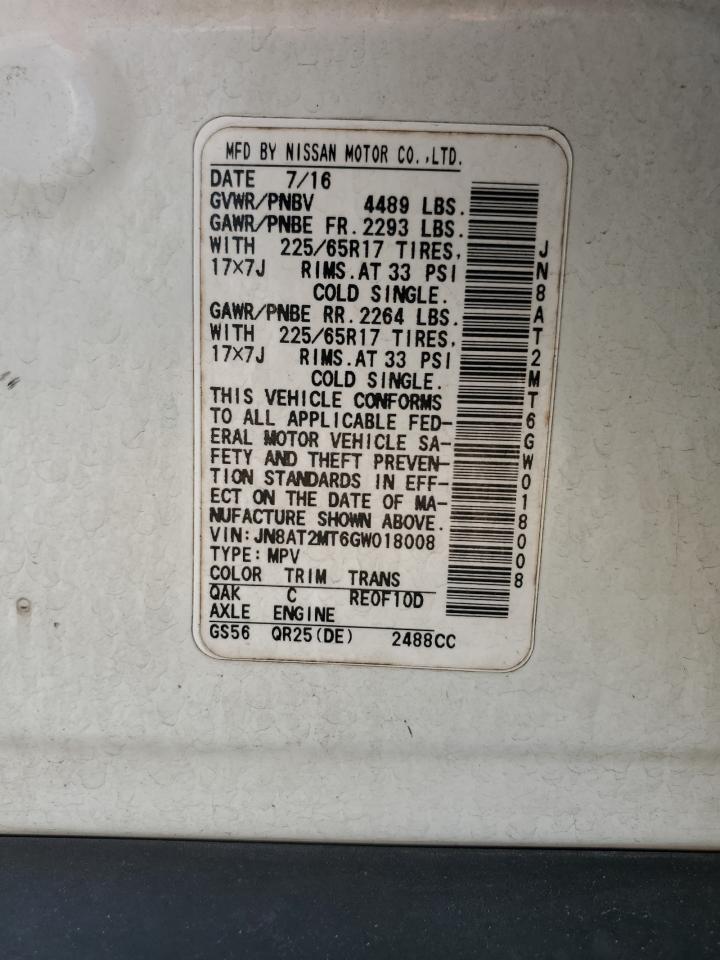 MFD BY NISSAN MOTOR CO.,LTD.
DATE 7/16
GVWR/PNBV 4489 LBS.
GAWR/PNBE FR.2293 LBS.
WITH 225/65R17 TIRES,
17×7J RIMS.AT 33 PSI
COLD SINGLE.
GAWR/PNBE RR.2264 LBS.
WITH 225/65R17 TIRES,
17×7J RIMS.AT 33 PSI
COLD SINGLE.
THIS VEHICLE CONFORMS
TO ALL APPLICABLE FED-
ERAL MOTOR VEHICLE SA-
FETY AND THEFT PREVEN-
TION STANDARDS IN EFF-
ECT ON THE DATE OF MA-
NUFACTURE SHOWN ABOVE.
VIN:JN8AT2MT6GW018008
TYPE:MPV
COLOR TRIM TRANS
QAK C RE0F10D
AXLE ENGINE
GS56 QR25(DE) 2488CC
JN8AT2MT6GW018008